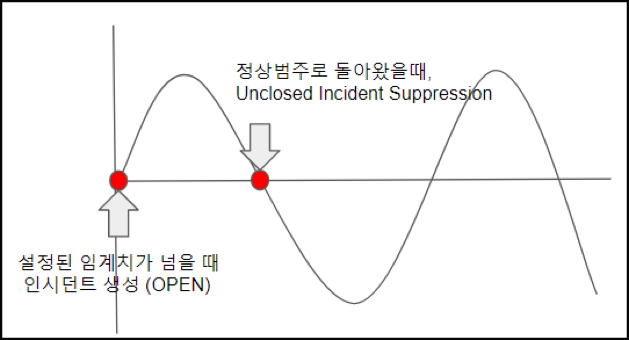 정상범주로 돌아왔을때,
Unclosed Incident Suppression
설정된 임계치가 넘을 때
인시던트 생성 (OPEN)